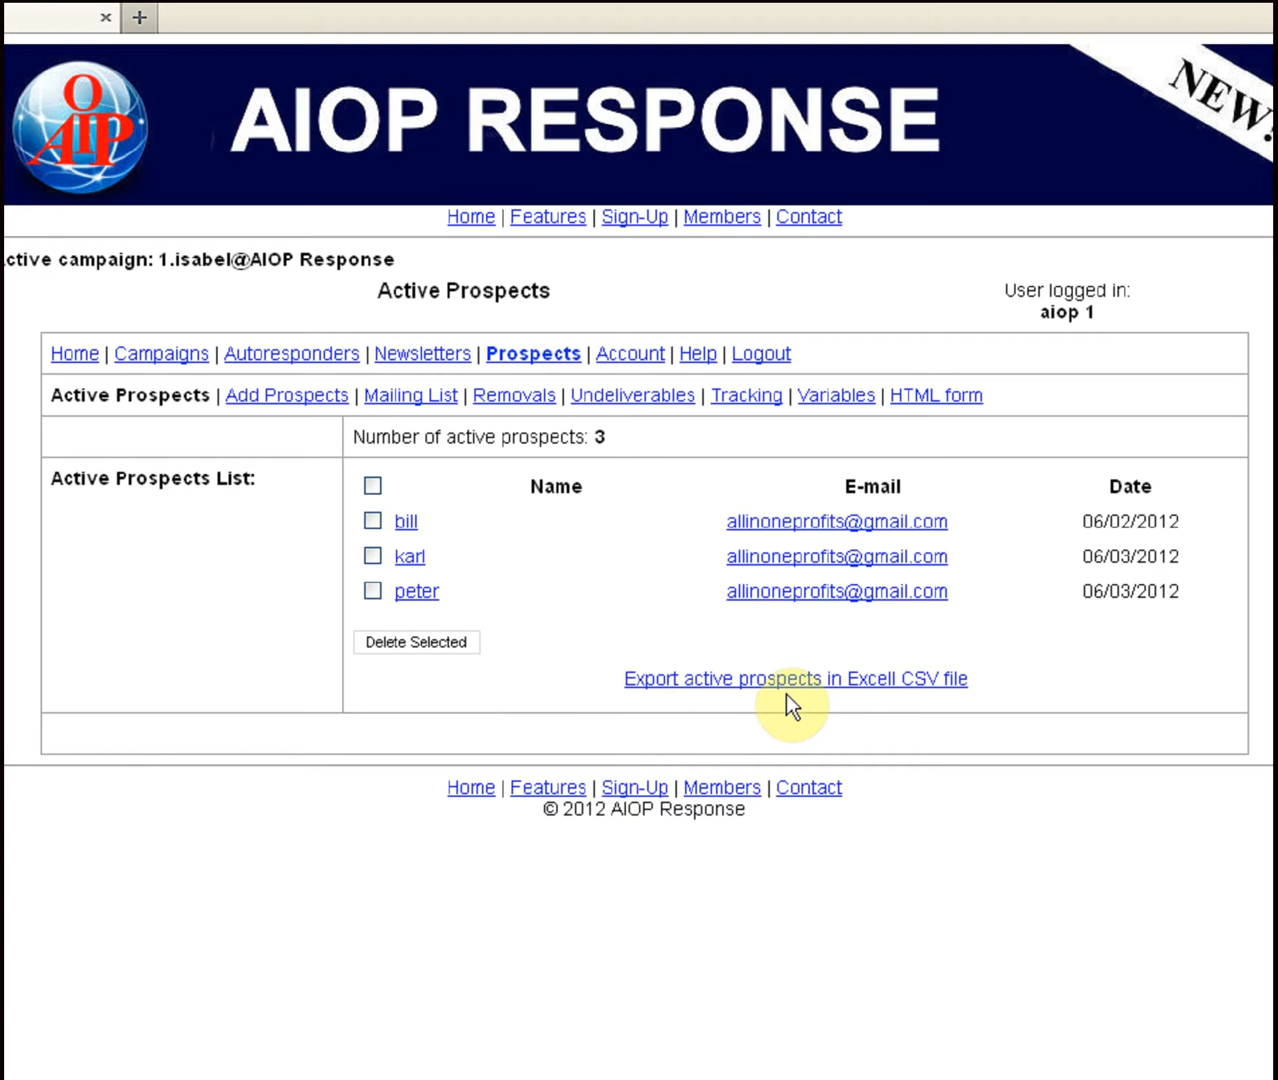 AIOP
AIOP RESPONSE
NEW!
Home | Features | Sign-Up | Members | Contact
ctive campaign: 1.isabel@AIOP Response
Active Prospects
User logged in:
aiop 1
Home | Campaigns | Autoresponders | Newsletters | Prospects | Account | Help | Logout
Active Prospects | Add Prospects | Mailing List | Removals | Undeliverables | Tracking | Variables | HTML form
Number of active prospects: 3
Active Prospects List:
Name E-mail Date
bill allinoneprofits@gmail.com 06/02/2012
karl allinoneprofits@gmail.com 06/03/2012
peter allinoneprofits@gmail.com 06/03/2012
Delete Selected
Export active prospects in Excell CSV file
Home | Features | Sign-Up | Members | Contact
© 2012 AIOP Response